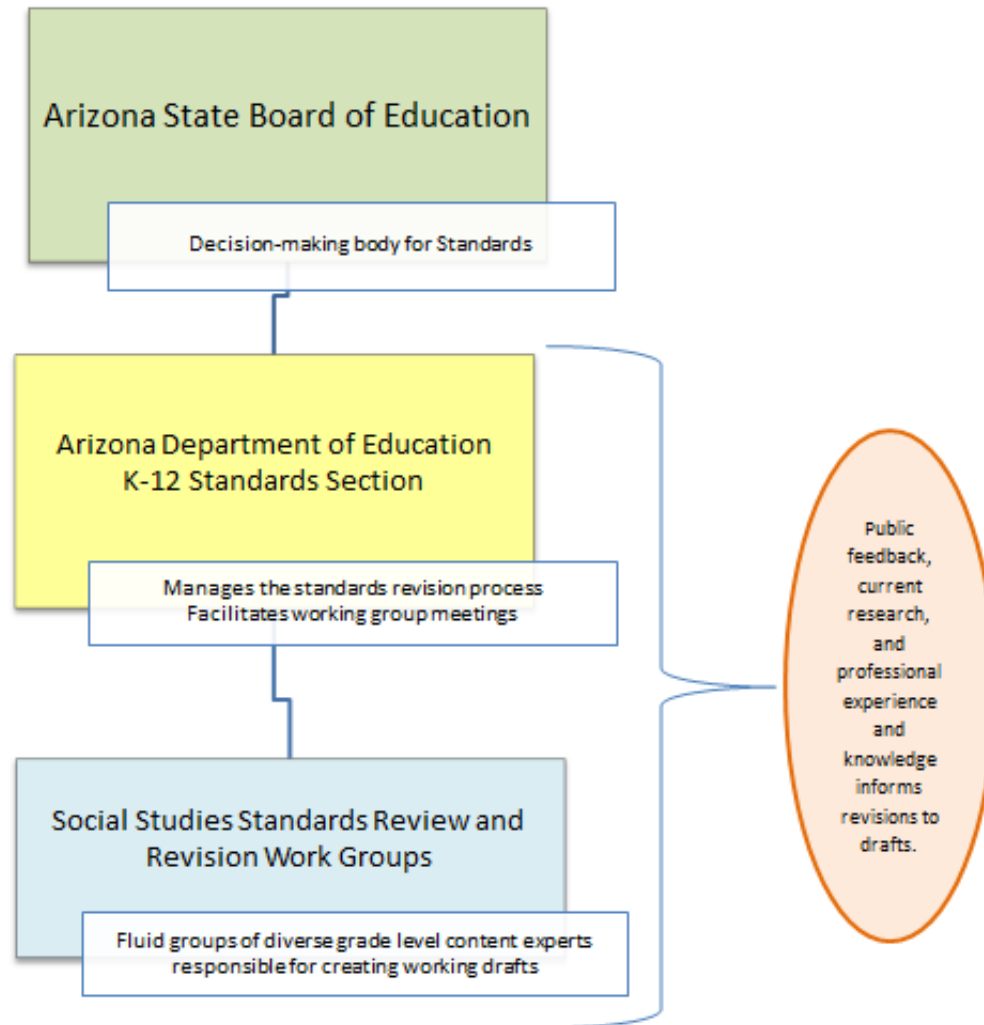 Arizona State Board of Education
Decision-making body for Standards
Arizona Department of Education
K-12 Standards Section
Manages the standards revision process
Facilitates working group meetings
Social Studies Standards Review and
Revision Work Groups
Fluid groups of diverse grade level content experts
responsible for creating working drafts
Public
feedback,
current
research,
and
professional
experience
and
knowledge
informs
revisions to
drafts.